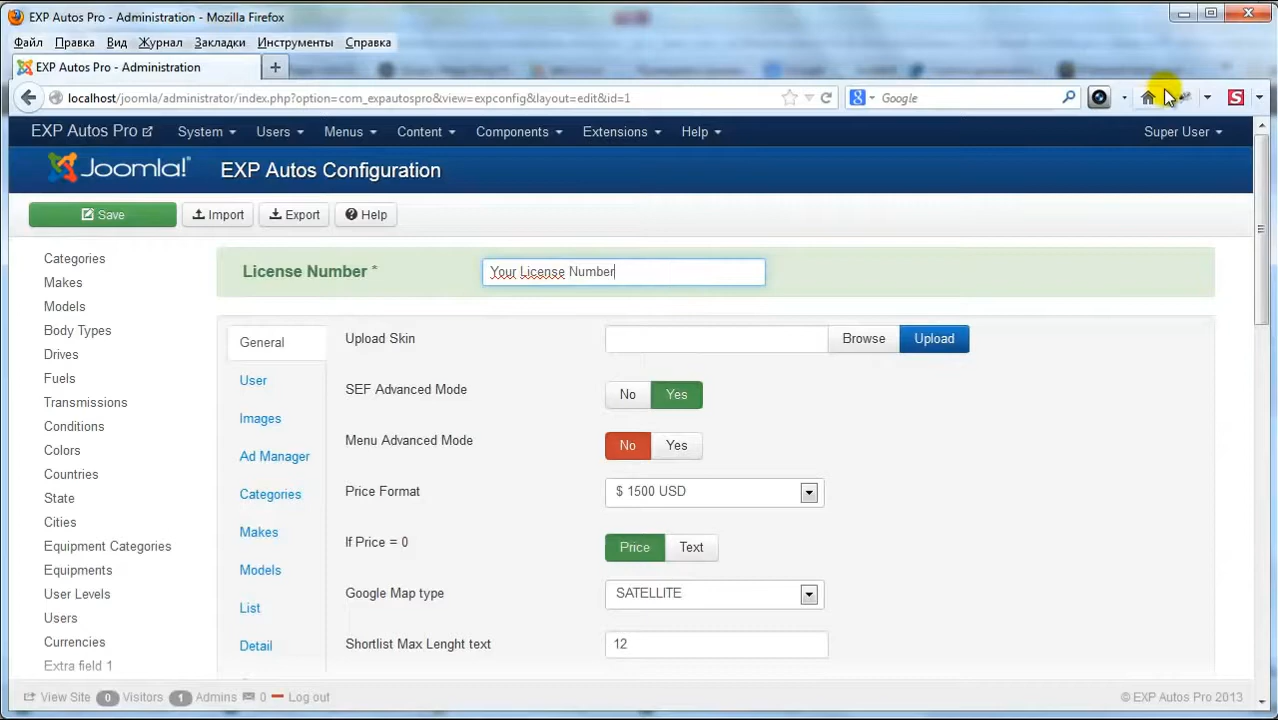 EXP Autos Pro - Administration - Mozilla Firefox
Файл Правка Вид Журнал Закладки Инструменты Справка
EXP Autos Pro - Administration
localhost/joomla/administrator/index.php?option=com_expautospro&view=expconfig&layout=edit&id=1 Google
EXP Autos Pro System Users Menus Content Components Extensions Help Super User
Joomla! EXP Autos Configuration
Save Import Export Help
Categories
Makes
Models
Body Types
Drives
Fuels
Transmissions
Conditions
Colors
Countries
State
Cities
Equipment Categories
Equipments
User Levels
Users
Currencies
Extra field 1
License Number * Your License Number
General
User
Images
Ad Manager
Categories
Makes
Models
List
Detail
Upload Skin Browse Upload
SEF Advanced Mode No Yes
Menu Advanced Mode No Yes
Price Format $ 1500 USD
If Price = 0 Price Text
Google Map type SATELLITE
Shortlist Max Lenght text 12
View Site 0 Visitors 1 Admins 0 Log out © EXP Autos Pro 2013